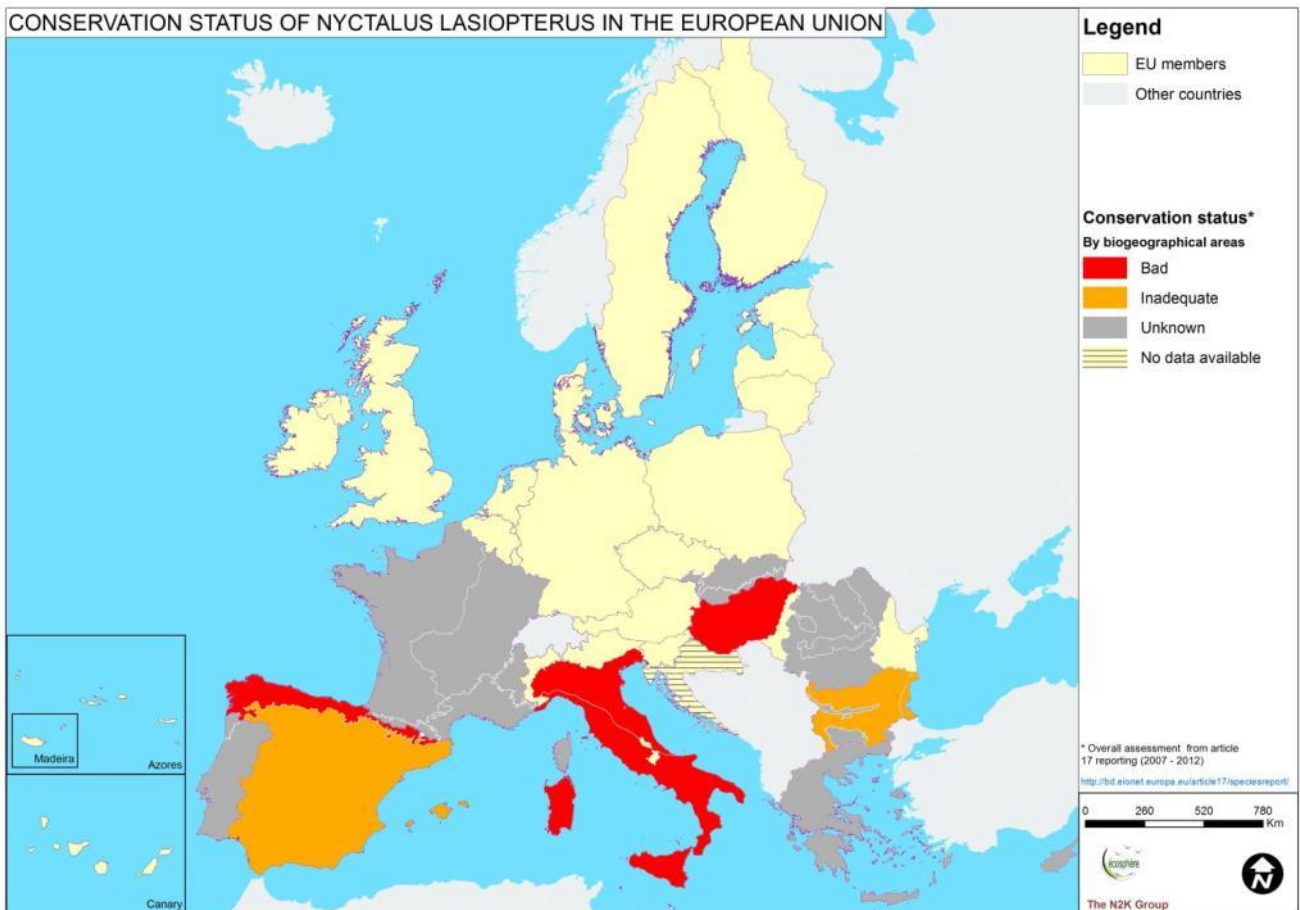 CONSERVATION STATUS OF NYCTALUS LASIOPTERUS IN THE EUROPEAN UNION
Legend
EU members
Other countries
Conservation status*
By biogeographical areas
Bad
Inadequate
Unknown
No data available
Madeira
Azores
Canary
* Overall assessment from article
17 reporting (2007 - 2012)
http://bd.eionet.europa.eu/article17/speciesreport/
0 260 520 780
Km
écosphère
N
The N2K Group